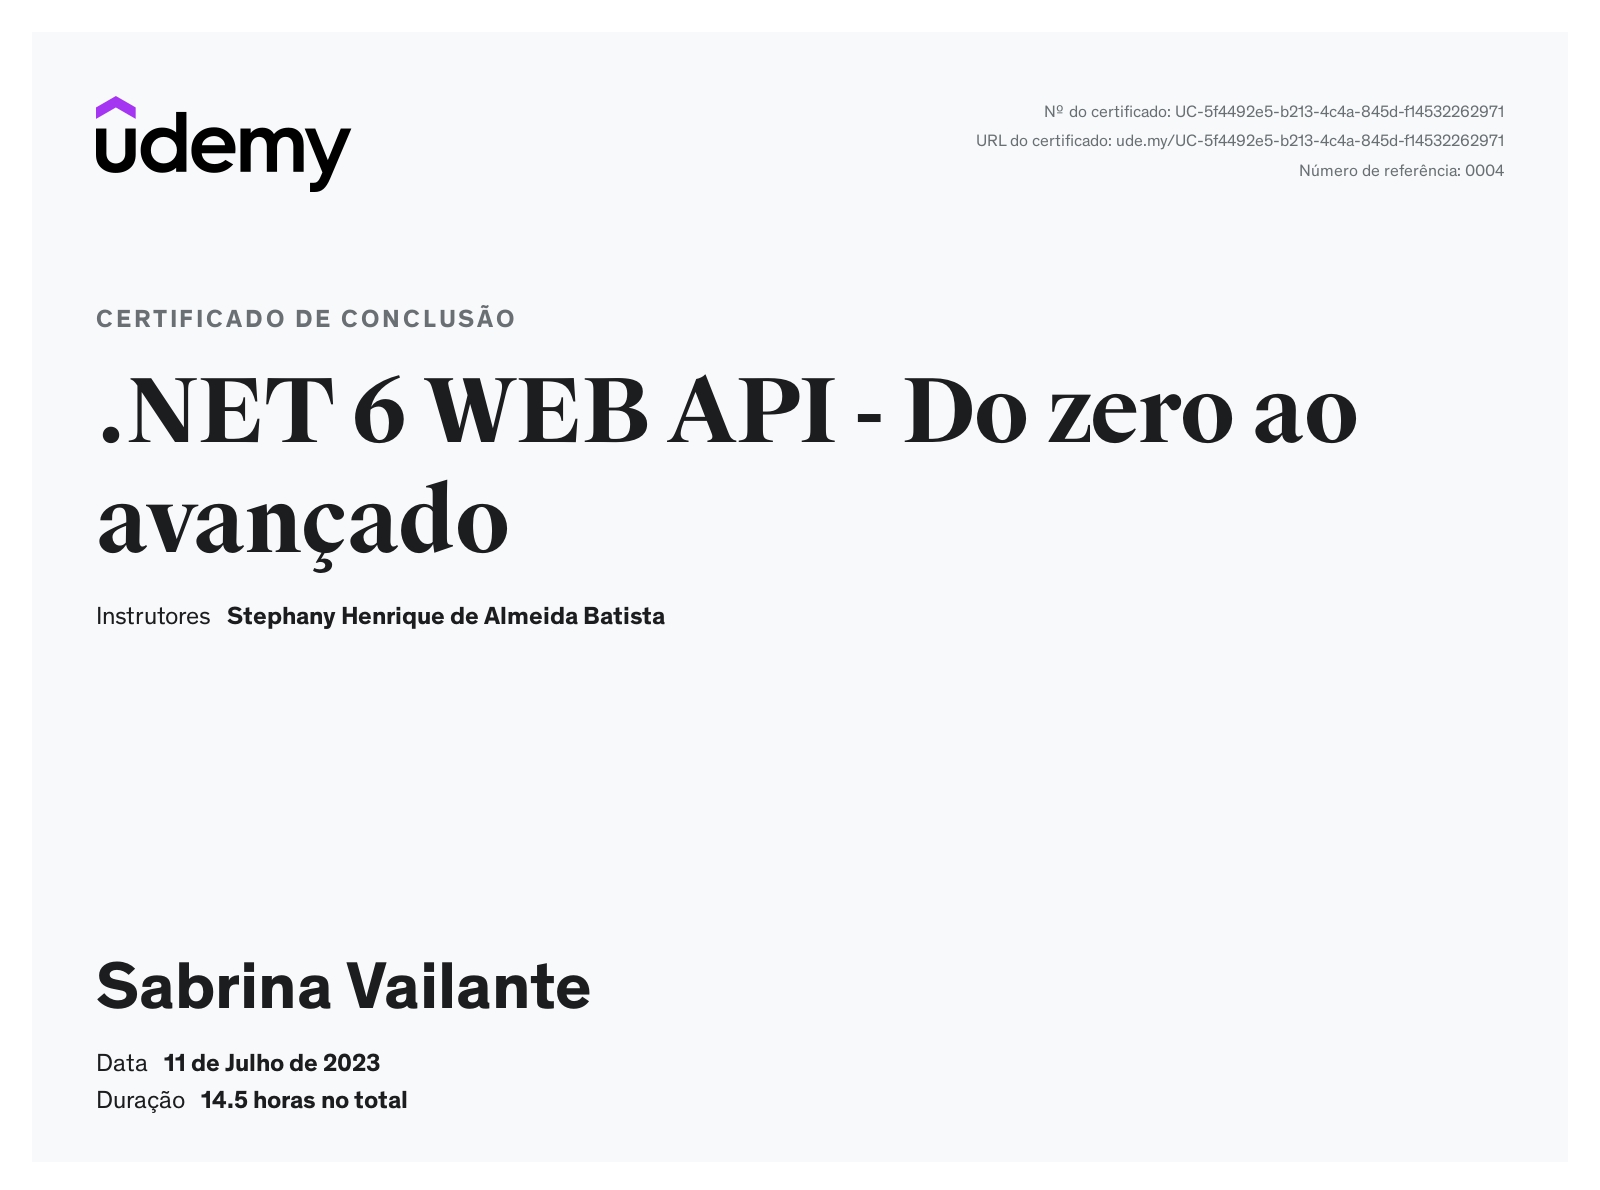 udemy
Nº do certificado: UC-5f4492e5-b213-4c4a-845d-f14532262971
URL do certificado: ude.my/UC-5f4492e5-b213-4c4a-845d-f14532262971
Número de referência: 0004
CERTIFICADO DE CONCLUSÃO
.NET 6 WEB API - Do zero ao
avançado
Instrutores Stephany Henrique de Almeida Batista
Sabrina Vailante
Data 11 de Julho de 2023
Duração 14.5 horas no total